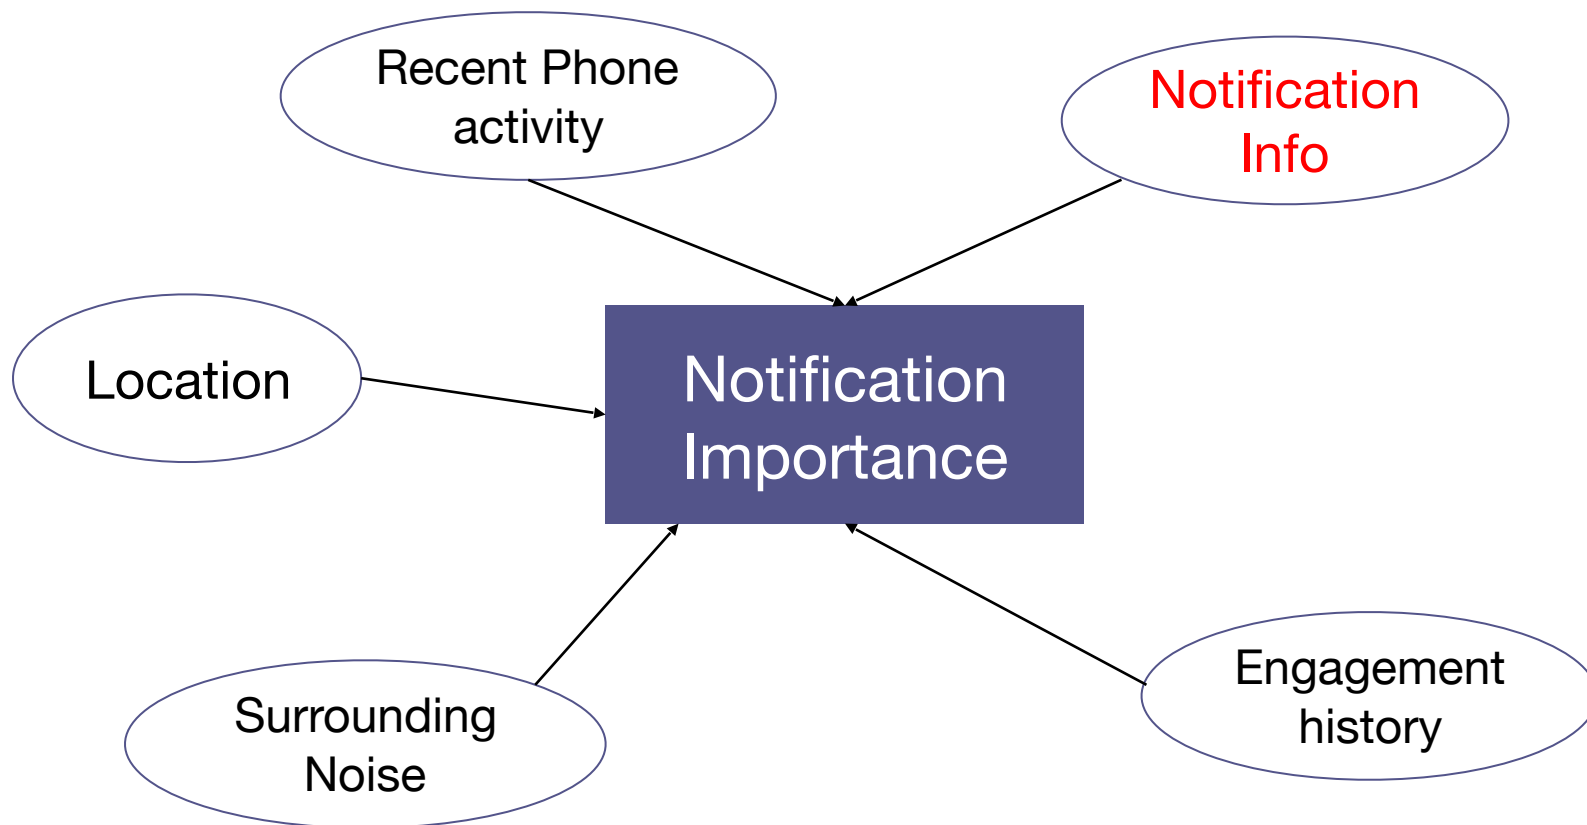 Recent Phone
activity
Notification
Info
Location
Notification
Importance
Surrounding
Noise
Engagement
history